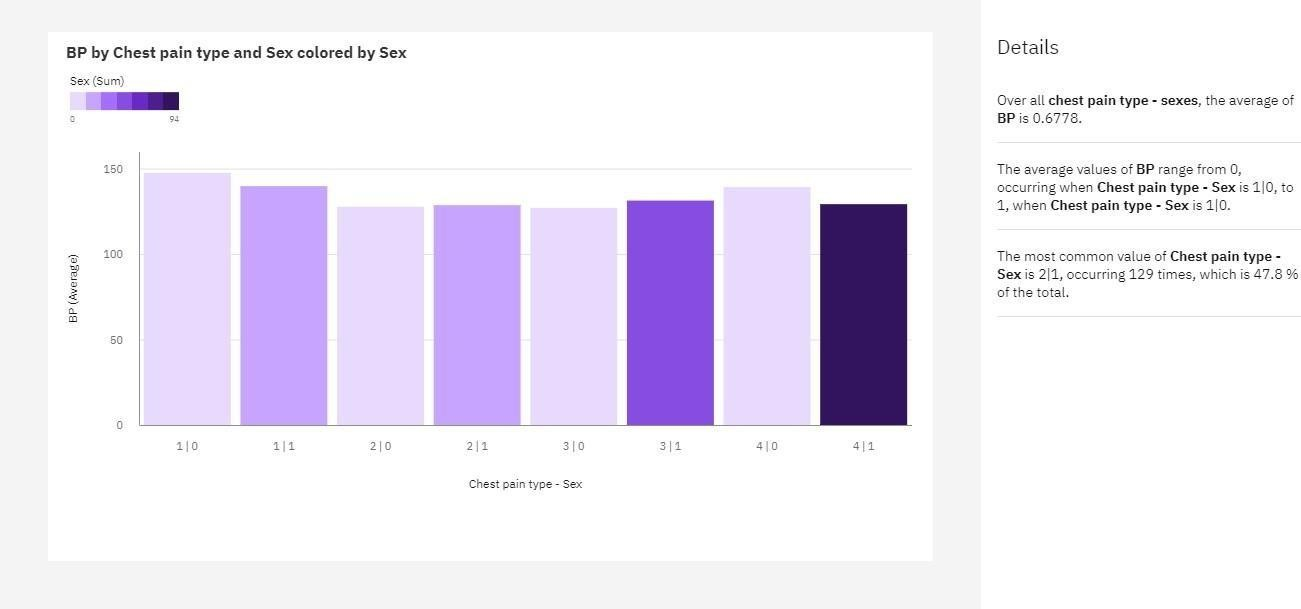 BP by Chest pain type and Sex colored by Sex
Sex (Sum)
0 94
150
100
50
0
BP (Average)
1|0 1|1 2|0 2|1 3|0 3|1 4|0 4|1
Chest pain type - Sex
Details
Over all chest pain type - sexes, the average of
BP is 0.6778.
The average values of BP range from 0,
occurring when Chest pain type - Sex is 1|0, to
1, when Chest pain type - Sex is 1|0.
The most common value of Chest pain type -
Sex is 2|1, occurring 129 times, which is 47.8 %
of the total.